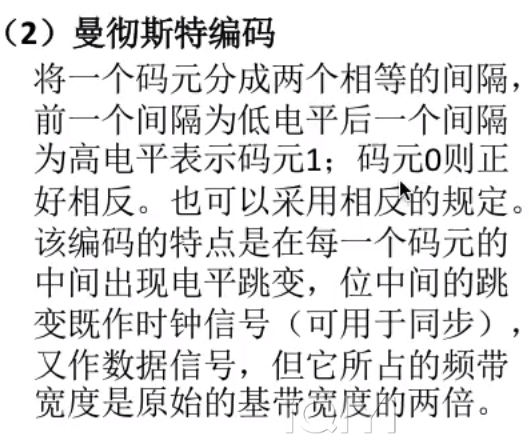 （2）曼彻斯特编码
将一个码元分成两个相等的间隔，
前一个间隔为低电平后一个间隔
为高电平表示码元1；码元0则正
好相反。也可以采用相反的规定。
该编码的特点是在每一个码元的
中间出现电平跳变，位中间的跳
变既作时钟信号（可用于同步），
又作数据信号，但它所占的频带
宽度是原始的基带宽度的两倍。